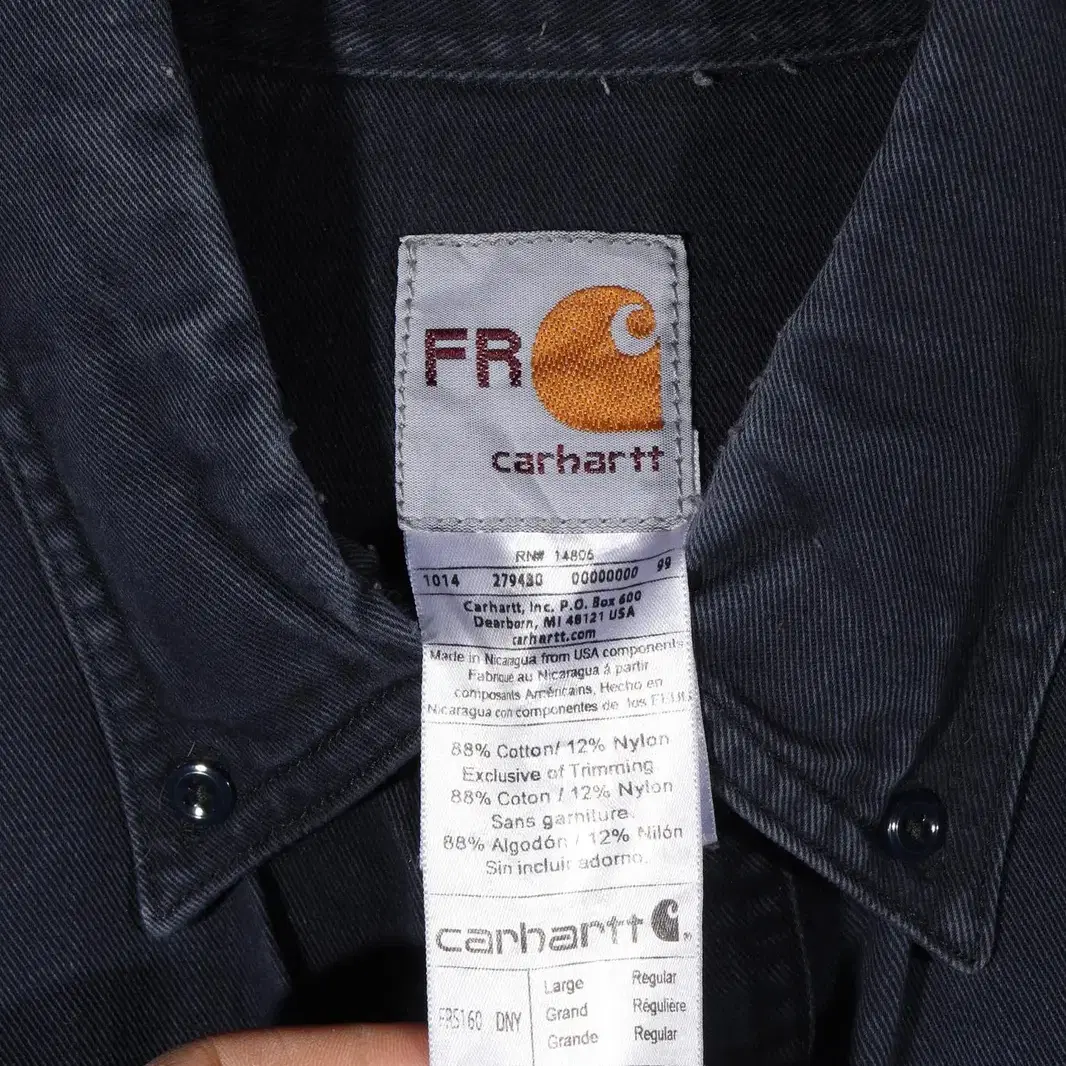 FR
carhartt
RN# 14806
1014 279480 00000000 99
Carhartt, Inc. P.O. Box 600
Dearborn, MI 48121 USA
carhartt.com
Made in Nicaragua from USA components
Fabriqué au Nicaragua à partir
composants Américains, Hecho en
Nicaragua con componentes de los EEUU
88% Cotton/ 12% Nylon
Exclusive of Trimming
88% Coton / 12% Nylon
Sans garniture.
88% Algodón / 12% Nilón
Sin incluir adorno.
carhartt
FRS160 DNY
Large Regular
Grand Régulière
Grande Regular